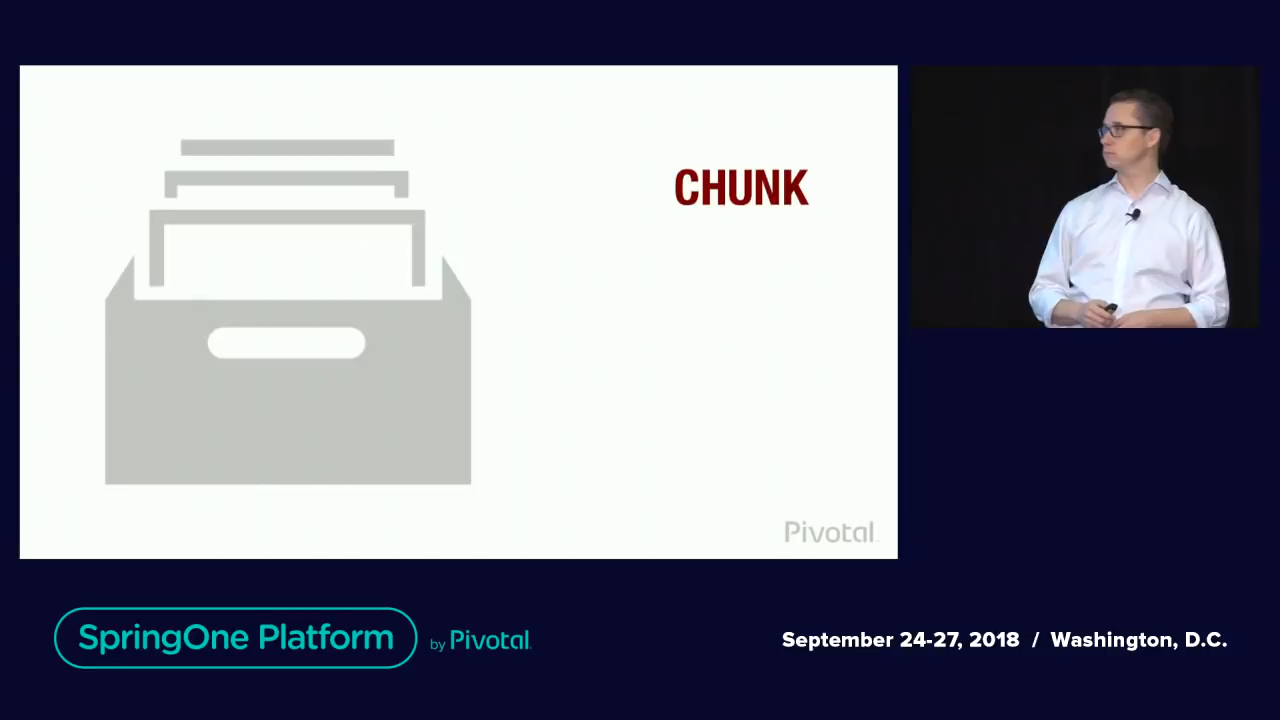 CHUNK
Pivotal
SpringOne Platform by Pivotal
September 24-27, 2018 / Washington, D.C.